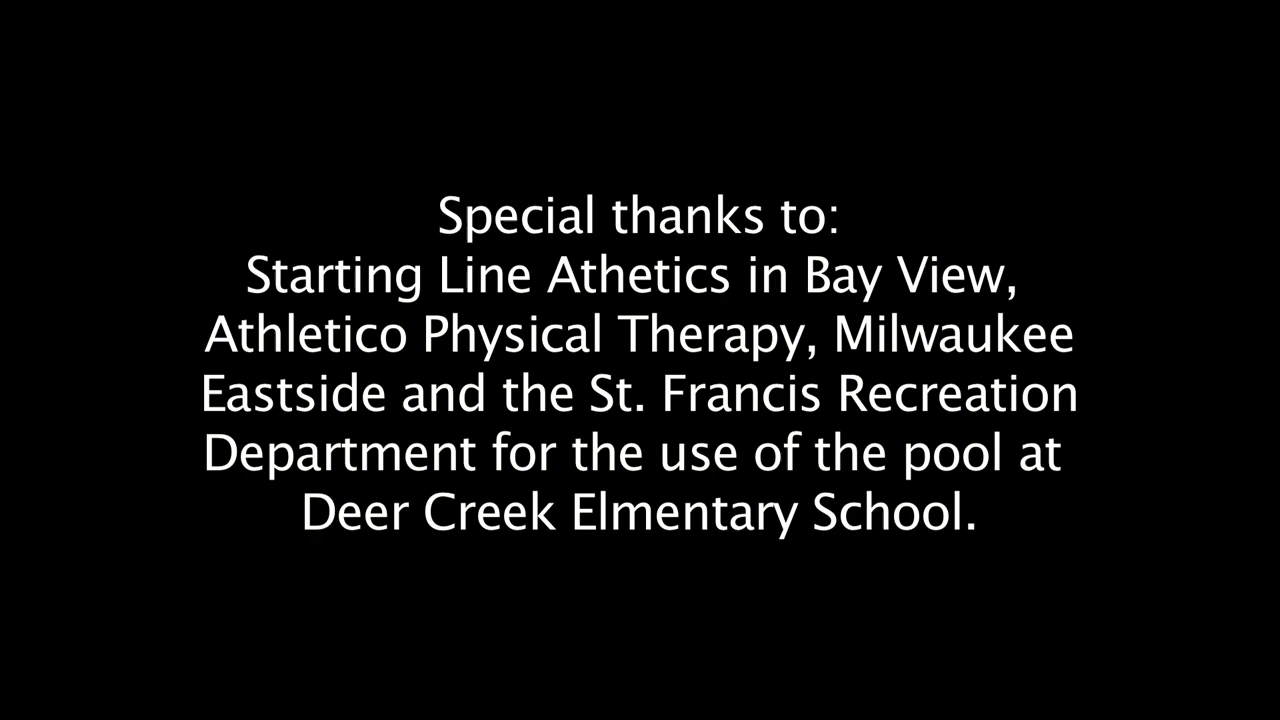 Special thanks to:
Starting Line Athetics in Bay View,
Athletico Physical Therapy, Milwaukee
Eastside and the St. Francis Recreation
Department for the use of the pool at
Deer Creek Elmentary School.